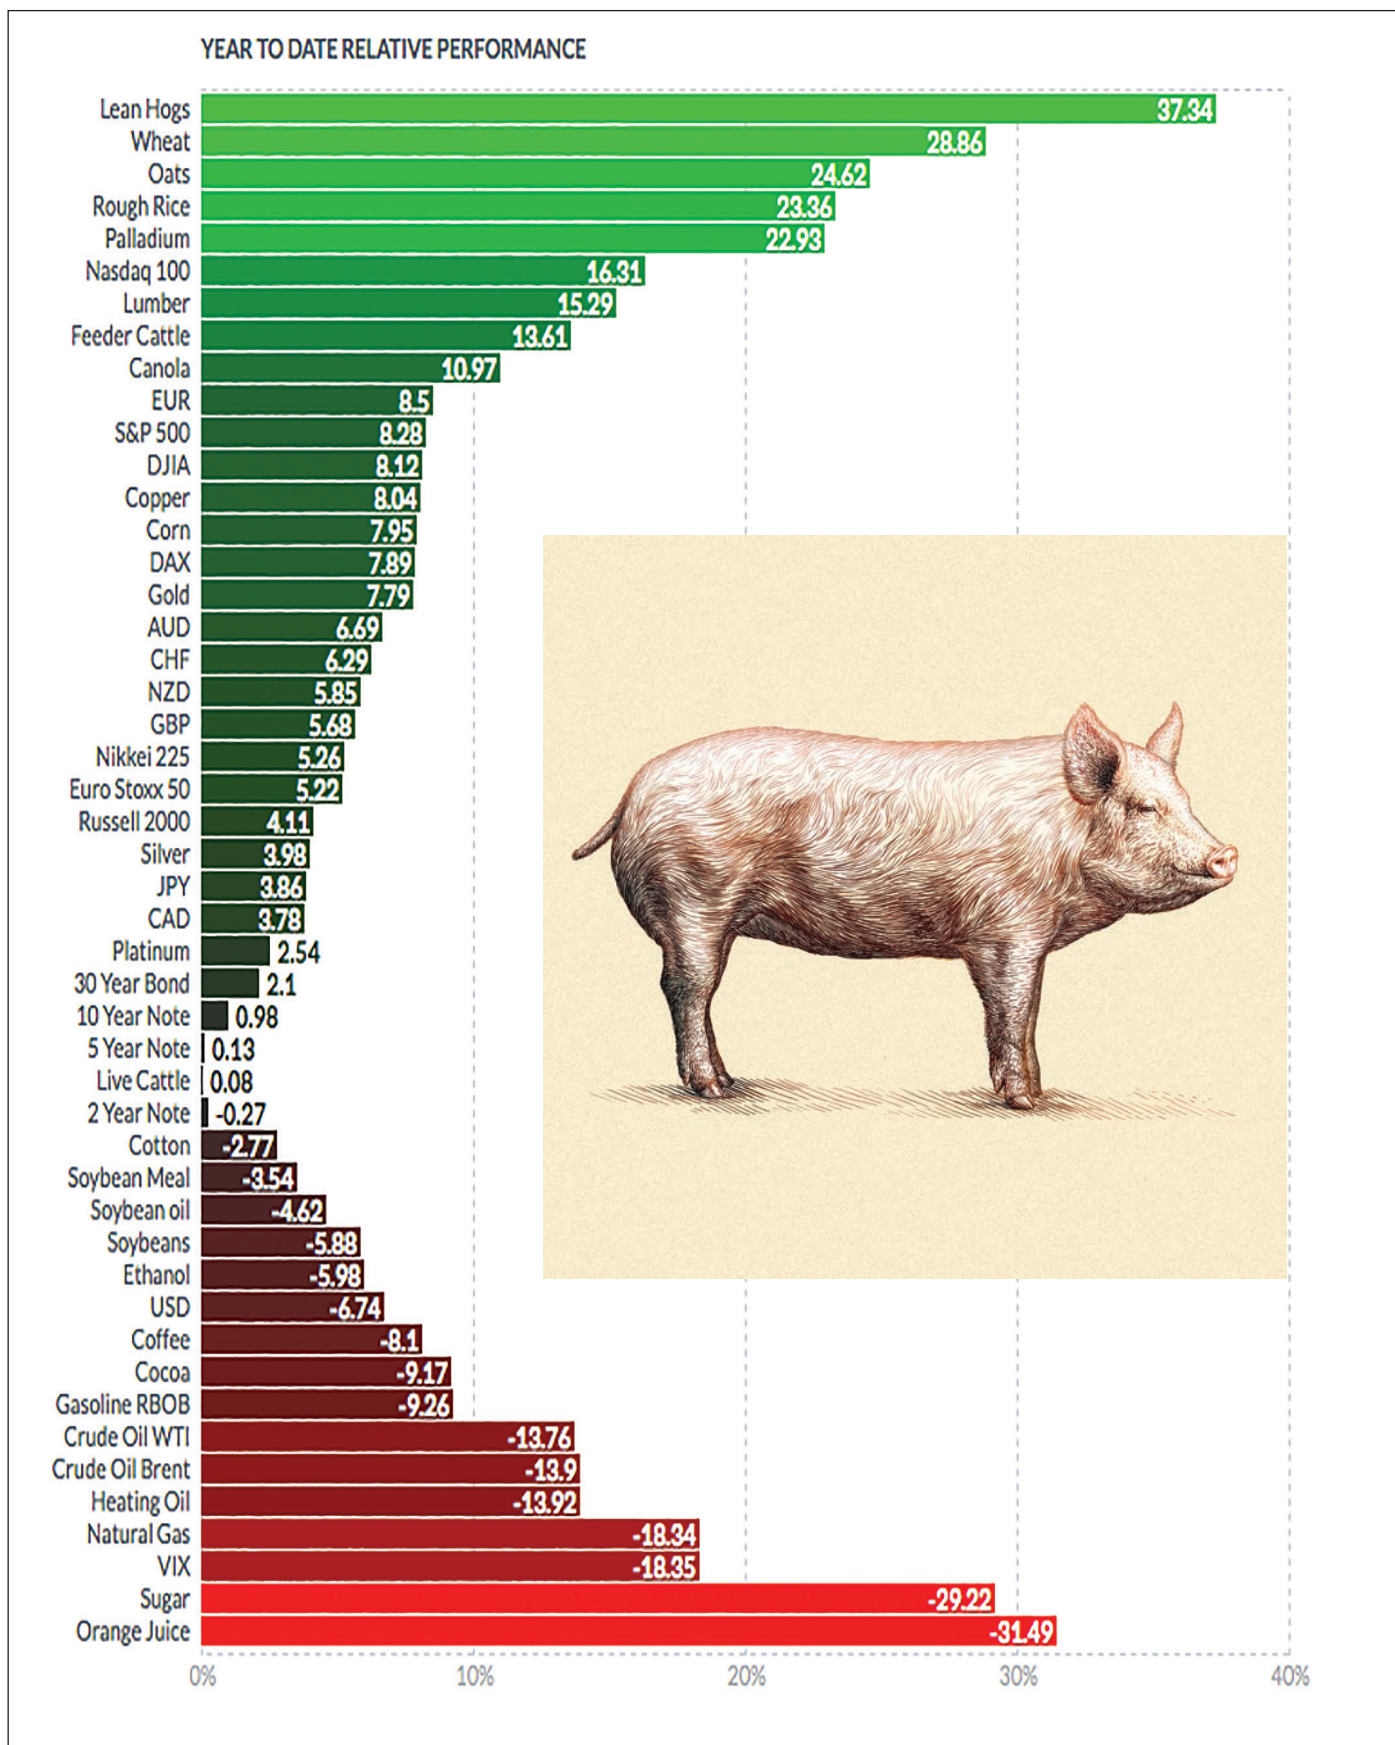 YEAR TO DATE RELATIVE PERFORMANCE
Lean Hogs 37.34
Wheat 28.86
Oats 24.62
Rough Rice 23.36
Palladium 22.93
Nasdaq 100 16.31
Lumber 15.29
Feeder Cattle 13.61
Canola 10.97
EUR 8.5
S&P 500 8.28
DJIA 8.12
Copper 8.04
Corn 7.95
DAX 7.89
Gold 7.79
AUD 6.69
CHF 6.29
NZD 5.85
GBP 5.68
Nikkei 225 5.26
Euro Stoxx 50 5.22
Russell 2000 4.11
Silver 3.98
JPY 3.86
CAD 3.78
Platinum 2.54
30 Year Bond 2.1
10 Year Note 0.98
5 Year Note 0.13
Live Cattle 0.08
2 Year Note -0.27
Cotton -2.77
Soybean Meal -3.54
Soybean oil -4.62
Soybeans -5.88
Ethanol -5.98
USD -6.74
Coffee -8.1
Cocoa -9.17
Gasoline RBOB -9.26
Crude Oil WTI -13.76
Crude Oil Brent -13.9
Heating Oil -13.92
Natural Gas -18.34
VIX -18.35
Sugar -29.22
Orange Juice -31.49
0% 10% 20% 30% 40%